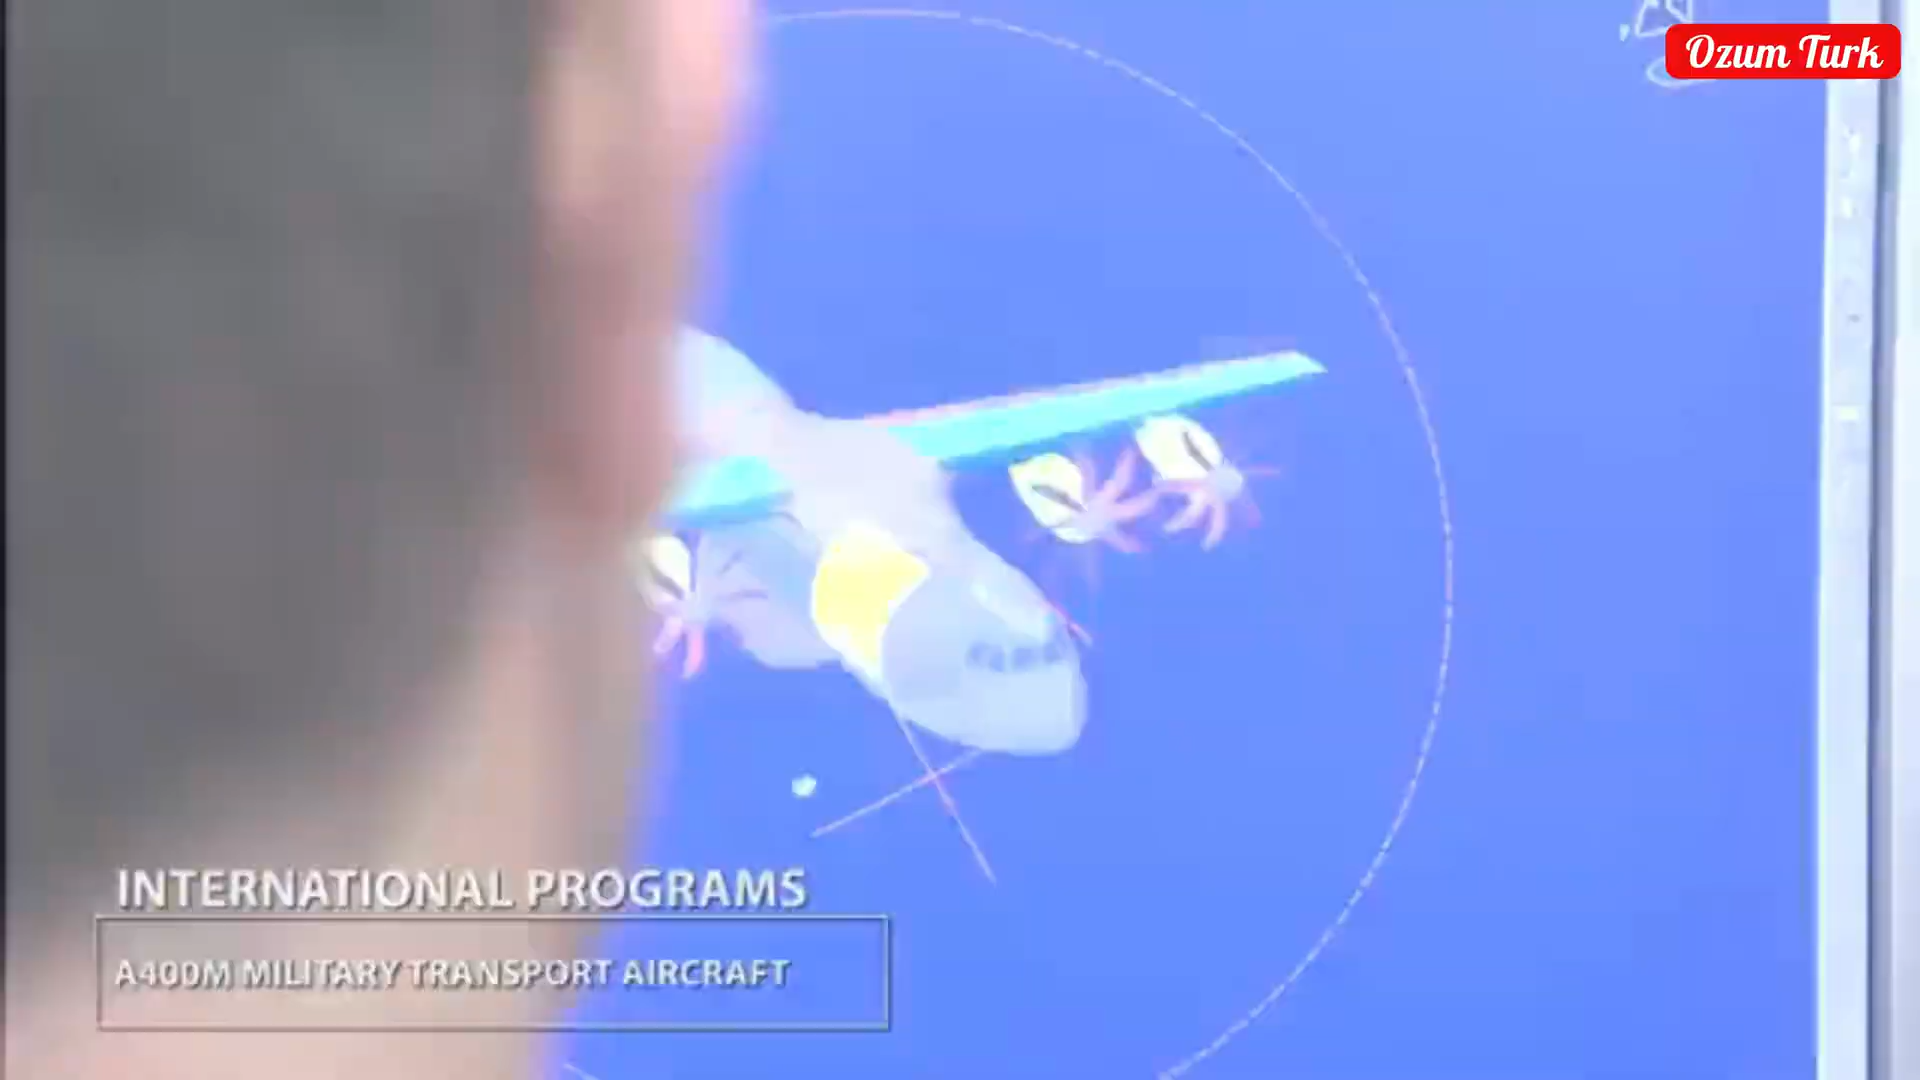 Ozum Turk
INTERNATIONAL PROGRAMS
A400M MILITARY TRANSPORT AIRCRAFT